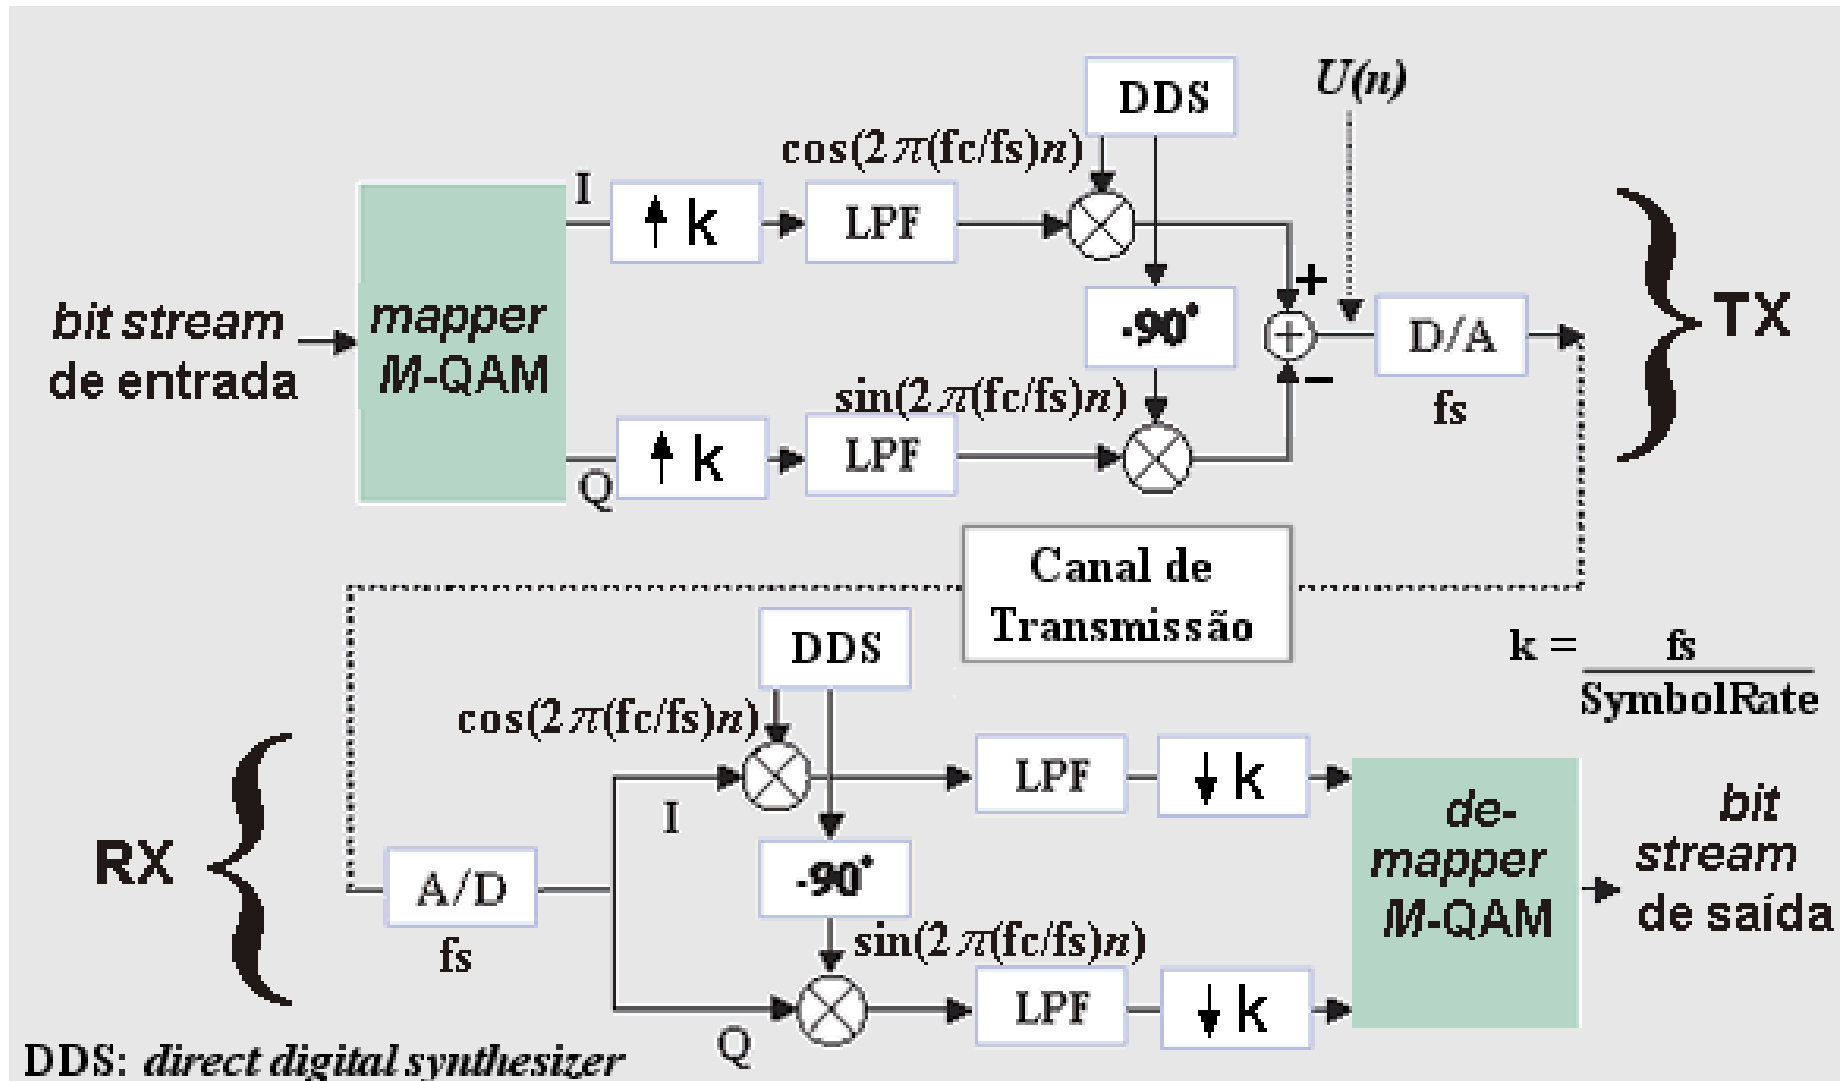 DDS
U(n)
cos(2π(fc/fs)n)
I
↑ k
LPF
bit stream
de entrada
mapper
M-QAM
-90°
+
−
D/A
fs
TX
sin(2π(fc/fs)n)
Q
↑ k
LPF
Canal de
Transmissão
k = fs
SymbolRate
DDS
cos(2π(fc/fs)n)
I
LPF
↓ k
RX
A/D
fs
-90°
de-
mapper
M-QAM
bit
stream
de saída
sin(2π(fc/fs)n)
Q
LPF
↓ k
DDS: direct digital synthesizer